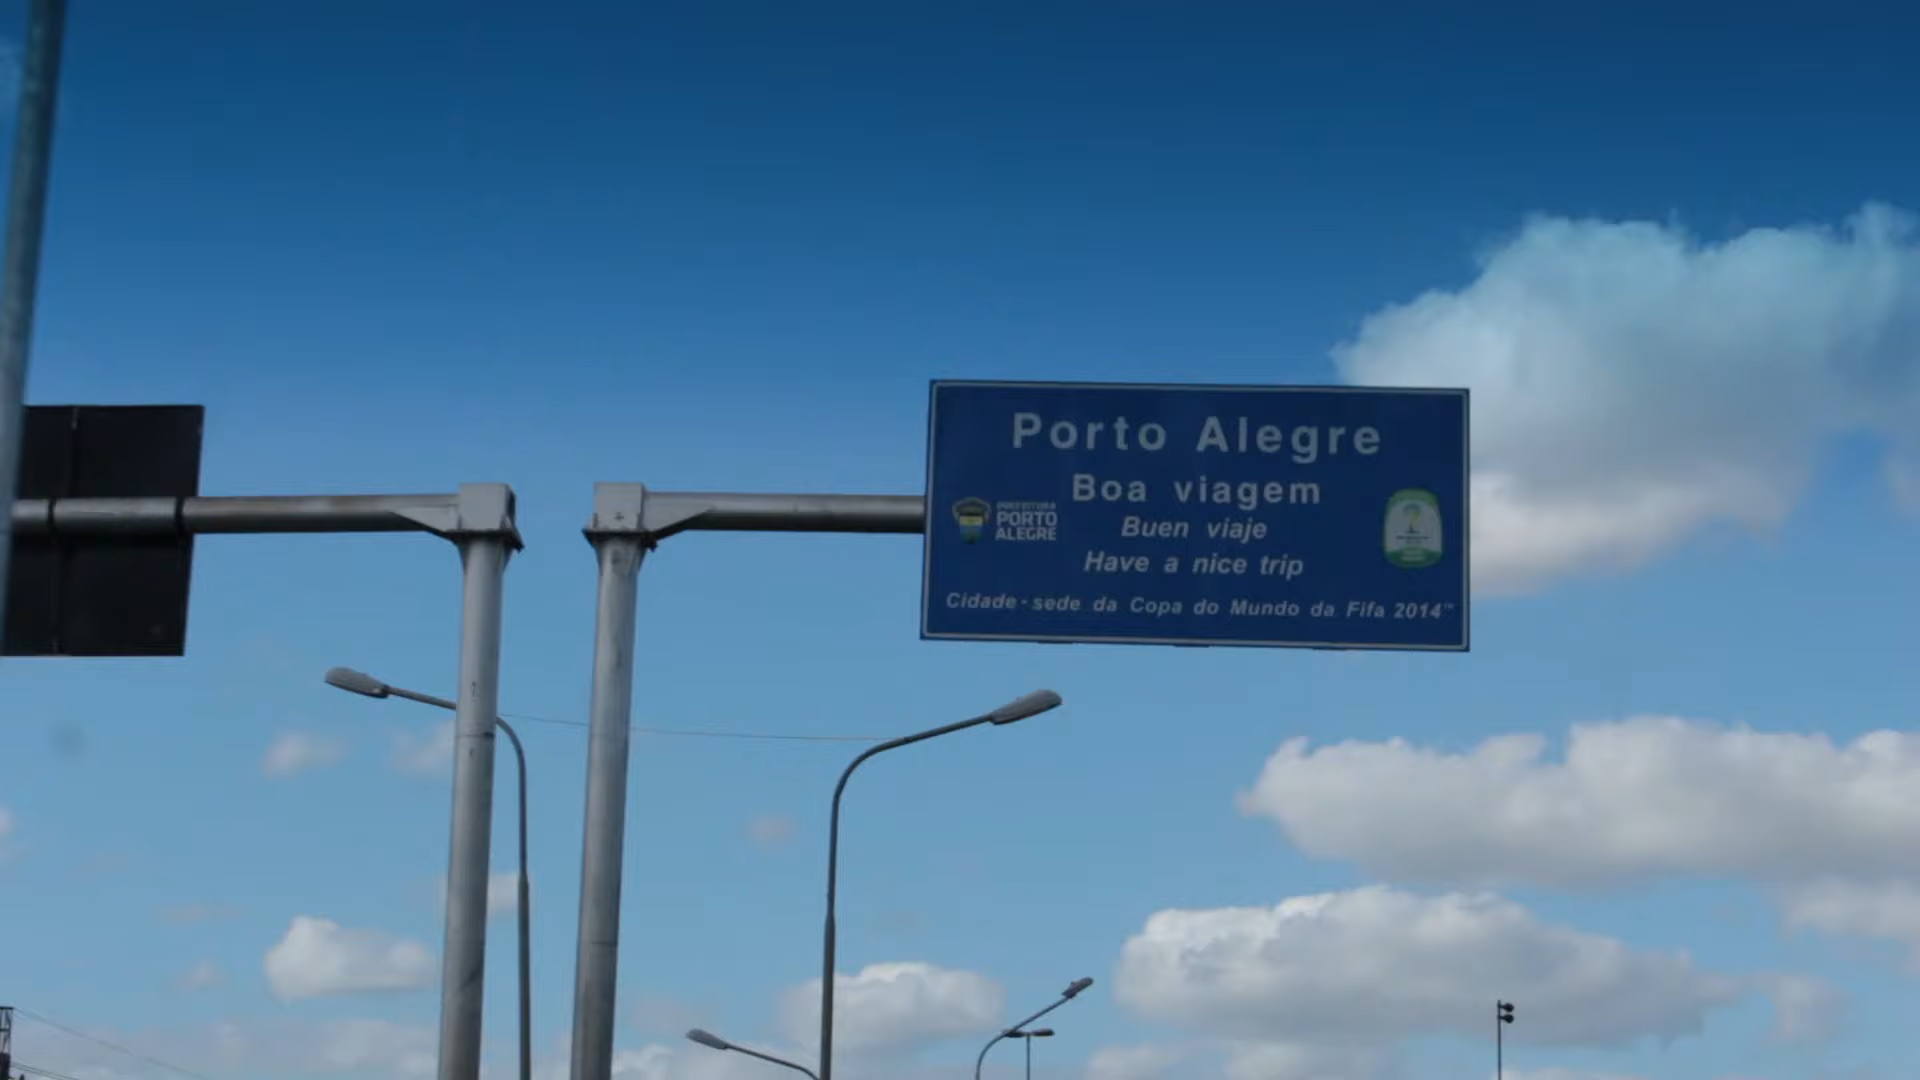 Porto Alegre
Boa viagem
Buen viaje
Have a nice trip
PREFEITURA
PORTO
ALEGRE
Cidade-sede da Copa do Mundo da Fifa 2014™